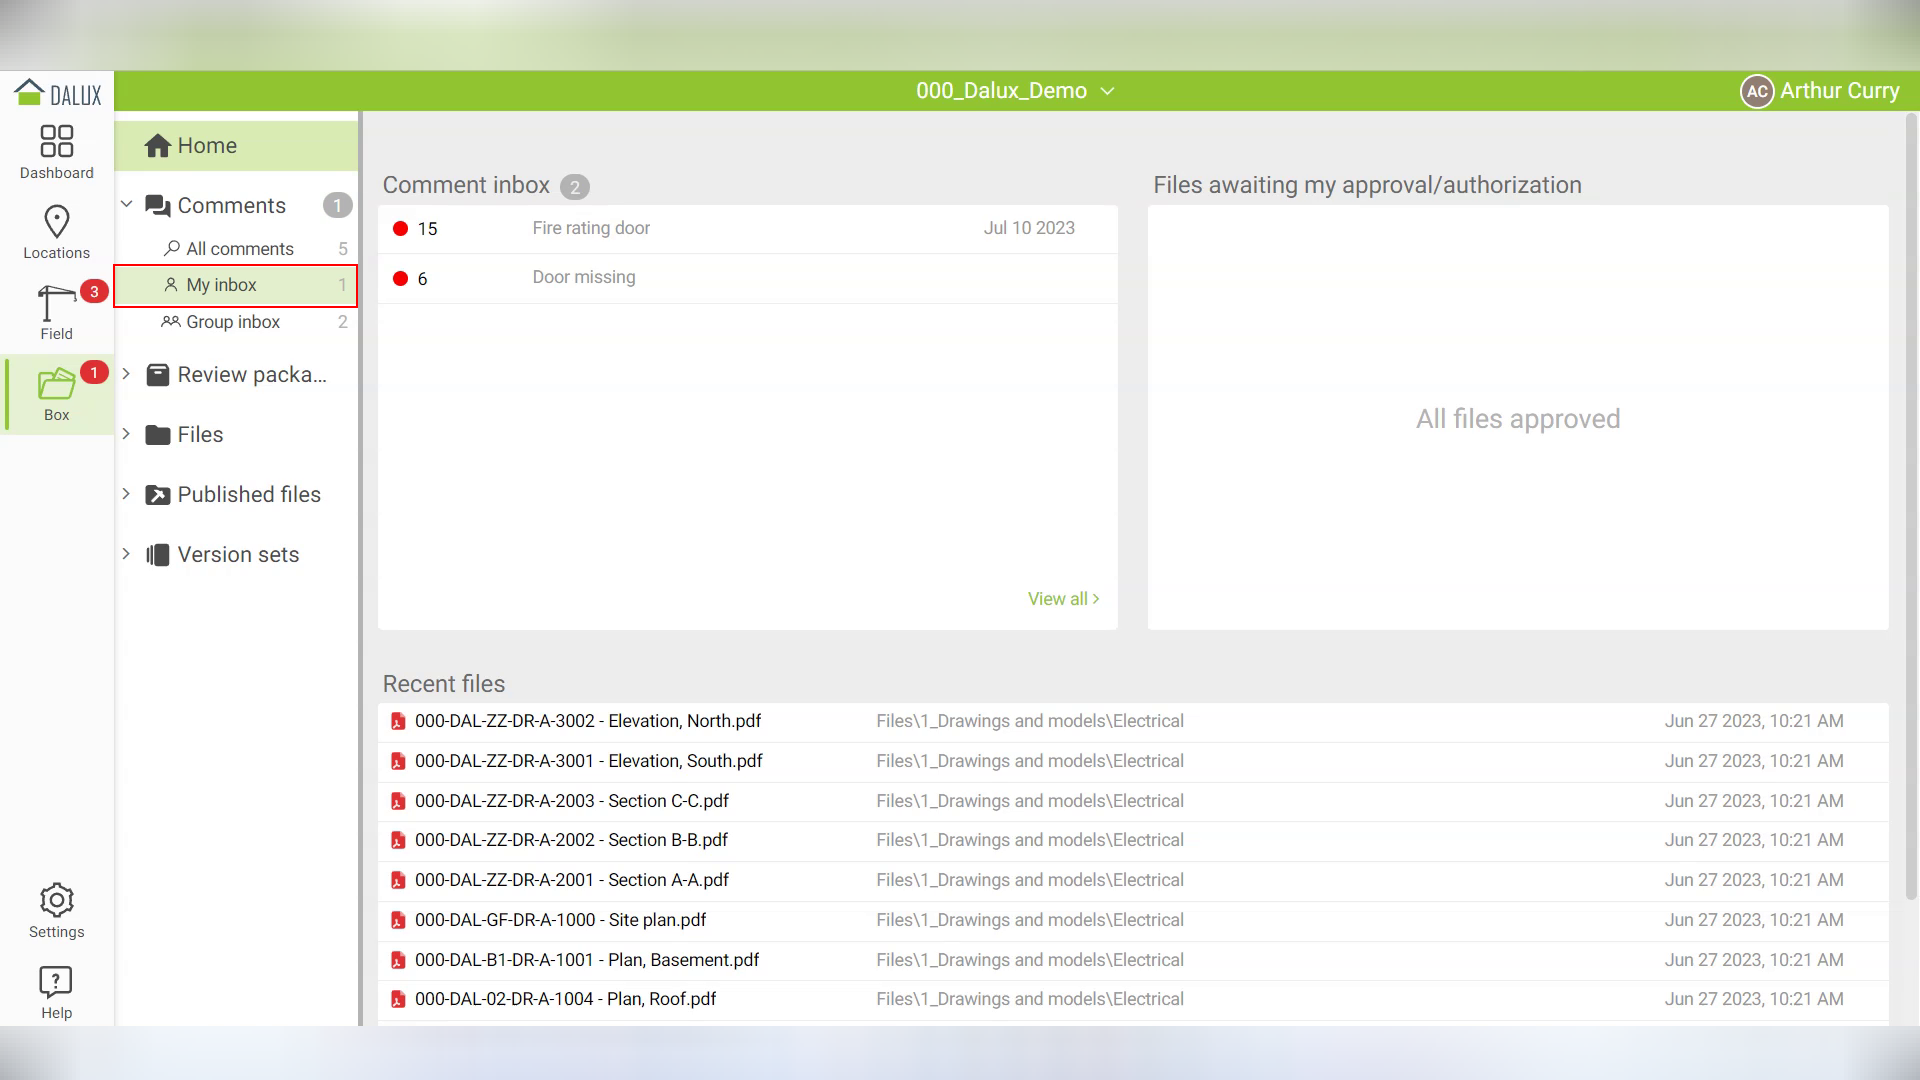 DALUX
000_Dalux_Demo
AC Arthur Curry
Dashboard
Locations
3
Field
1
Box
Settings
?
Help
Home
Comments 1
All comments 5
My inbox 1
Group inbox 2
Review packa...
Files
Published files
Version sets
Comment inbox 2
15 Fire rating door Jul 10 2023
6 Door missing
View all >
Files awaiting my approval/authorization
All files approved
Recent files
000-DAL-ZZ-DR-A-3002 - Elevation, North.pdf Files\1_Drawings and models\Electrical Jun 27 2023, 10:21 AM
000-DAL-ZZ-DR-A-3001 - Elevation, South.pdf Files\1_Drawings and models\Electrical Jun 27 2023, 10:21 AM
000-DAL-ZZ-DR-A-2003 - Section C-C.pdf Files\1_Drawings and models\Electrical Jun 27 2023, 10:21 AM
000-DAL-ZZ-DR-A-2002 - Section B-B.pdf Files\1_Drawings and models\Electrical Jun 27 2023, 10:21 AM
000-DAL-ZZ-DR-A-2001 - Section A-A.pdf Files\1_Drawings and models\Electrical Jun 27 2023, 10:21 AM
000-DAL-GF-DR-A-1000 - Site plan.pdf Files\1_Drawings and models\Electrical Jun 27 2023, 10:21 AM
000-DAL-B1-DR-A-1001 - Plan, Basement.pdf Files\1_Drawings and models\Electrical Jun 27 2023, 10:21 AM
000-DAL-02-DR-A-1004 - Plan, Roof.pdf Files\1_Drawings and models\Electrical Jun 27 2023, 10:21 AM